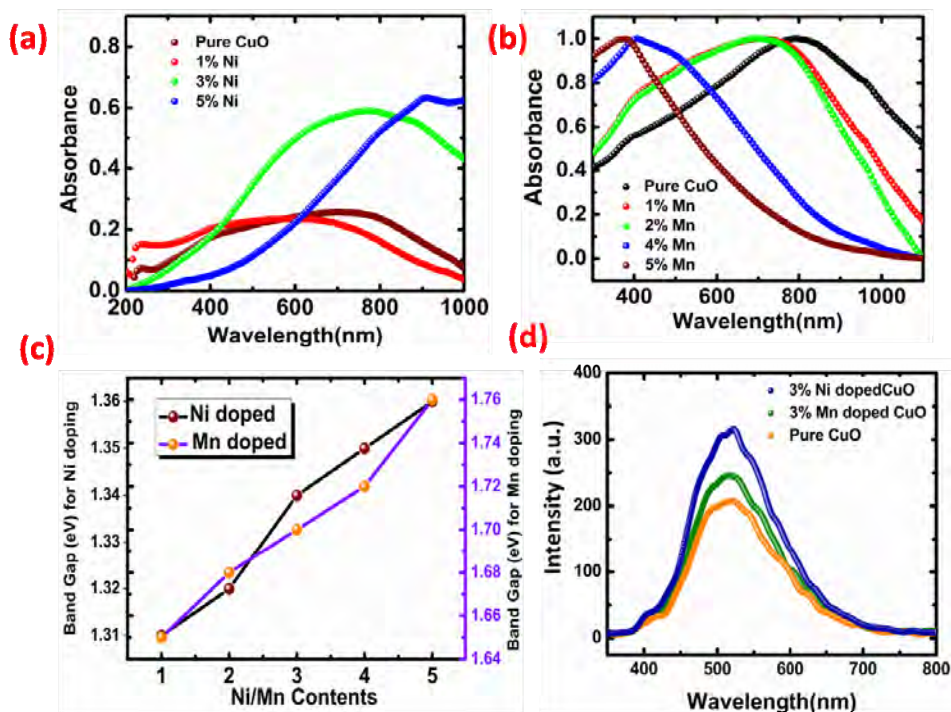 (a)
0.8
0.6
0.4
0.2
0.0
Absorbance
Pure CuO
1% Ni
3% Ni
5% Ni
200 400 600 800 1000
Wavelength(nm)
(b)
1.0
0.8
0.6
0.4
0.2
0.0
Absorbance
Pure CuO
1% Mn
2% Mn
4% Mn
5% Mn
400 600 800 1000
Wavelength(nm)
(c)
1.36
1.35
1.34
1.33
1.32
1.31
Band Gap (eV) for Ni doping
Ni doped
Mn doped
1.76
1.74
1.72
1.70
1.68
1.66
1.64
Band Gap (eV) for Mn doping
1 2 3 4 5
Ni/Mn Contents
(d)
400
300
200
100
0
Intensity (a.u.)
3% Ni dopedCuO
3% Mn doped CuO
Pure CuO
400 500 600 700 800
Wavelength(nm)